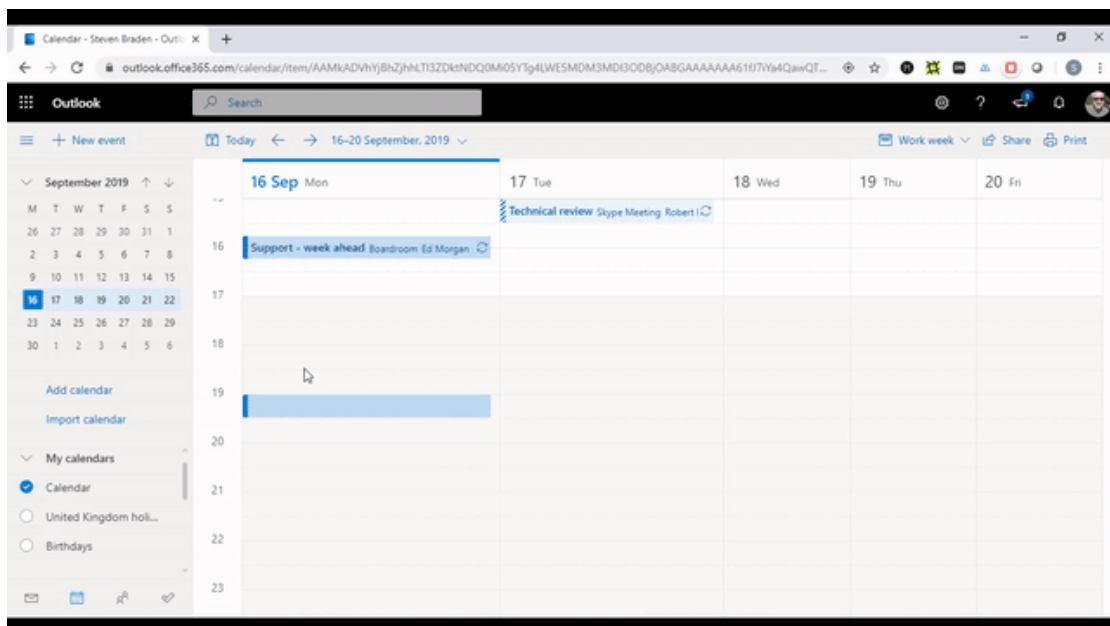 Calendar - Steven Braden - Outlo
outlook.office365.com/calendar/item/
Outlook
Search
New event
Today
16–20 September, 2019
Work week
Share
Print
September 2019
M T W T F S S
26 27 28 29 30 31 1
2 3 4 5 6 7 8
9 10 11 12 13 14 15
16 17 18 19 20 21 22
23 24 25 26 27 28 29
30 1 2 3 4 5 6
Add calendar
Import calendar
My calendars
Calendar
United Kingdom holi...
Birthdays
16 Sep Mon
17 Tue
18 Wed
19 Thu
20 Fri
Technical review Skype Meeting Robert
16
Support - week ahead Boardroom Ed Morgan
17
18
19
20
21
22
23